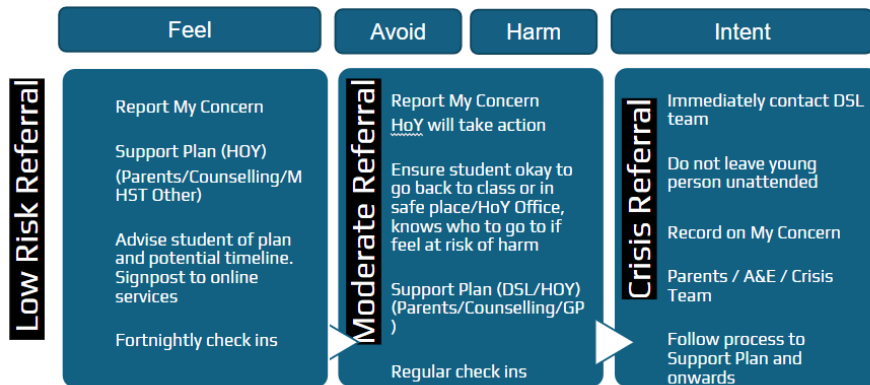 Feel
Avoid
Harm
Intent
Low Risk Referral
Report My Concern
Support Plan (HOY)
(Parents/Counselling/M
HST Other)
Advise student of plan
and potential timeline.
Signpost to online
services
Fortnightly check ins
Moderate Referral
Report My Concern
HoY will take action
Ensure student okay to
go back to class or in
safe place/HoY Office,
knows who to go to if
feel at risk of harm
Support Plan (DSL/HOY)
(Parents/Counselling/GP
)
Regular check ins
Crisis Referral
Immediately contact DSL
team
Do not leave young
person unattended
Record on My Concern
Parents / A&E / Crisis
Team
Follow process to
Support Plan and
onwards